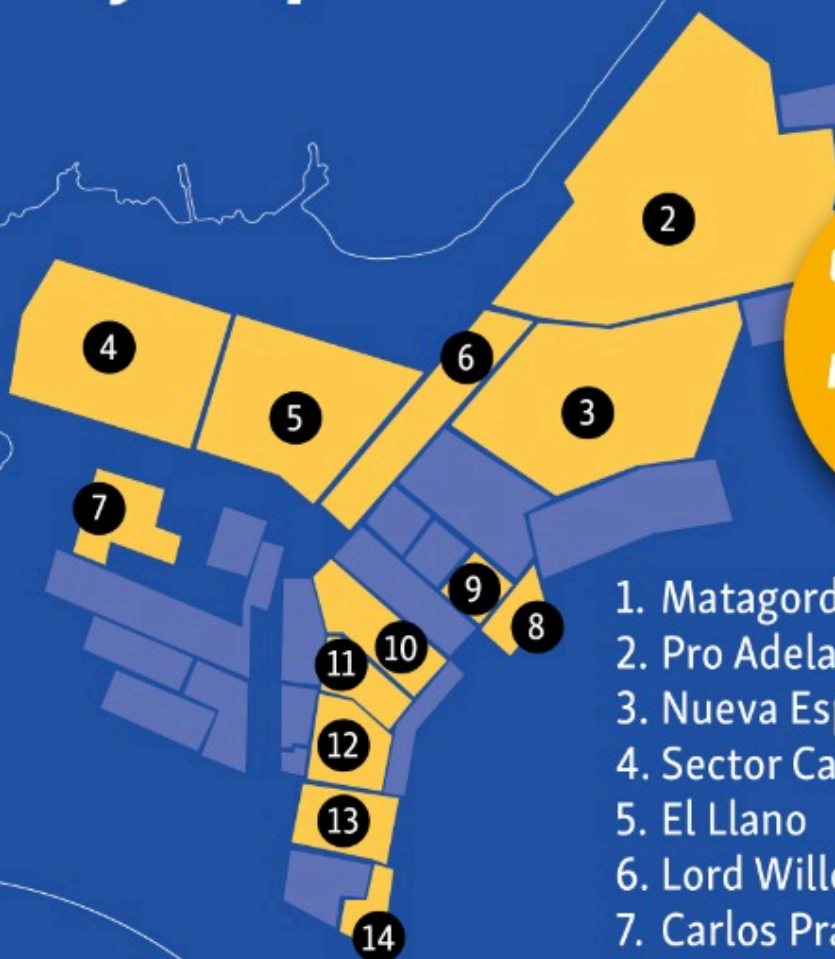 2
4
6
5
3
7
9
8
10
11
12
13
14
1. Matagord
2. Pro Adela
3. Nueva Esp
4. Sector Ca
5. El Llano
6. Lord Will
7. Carlos Pra